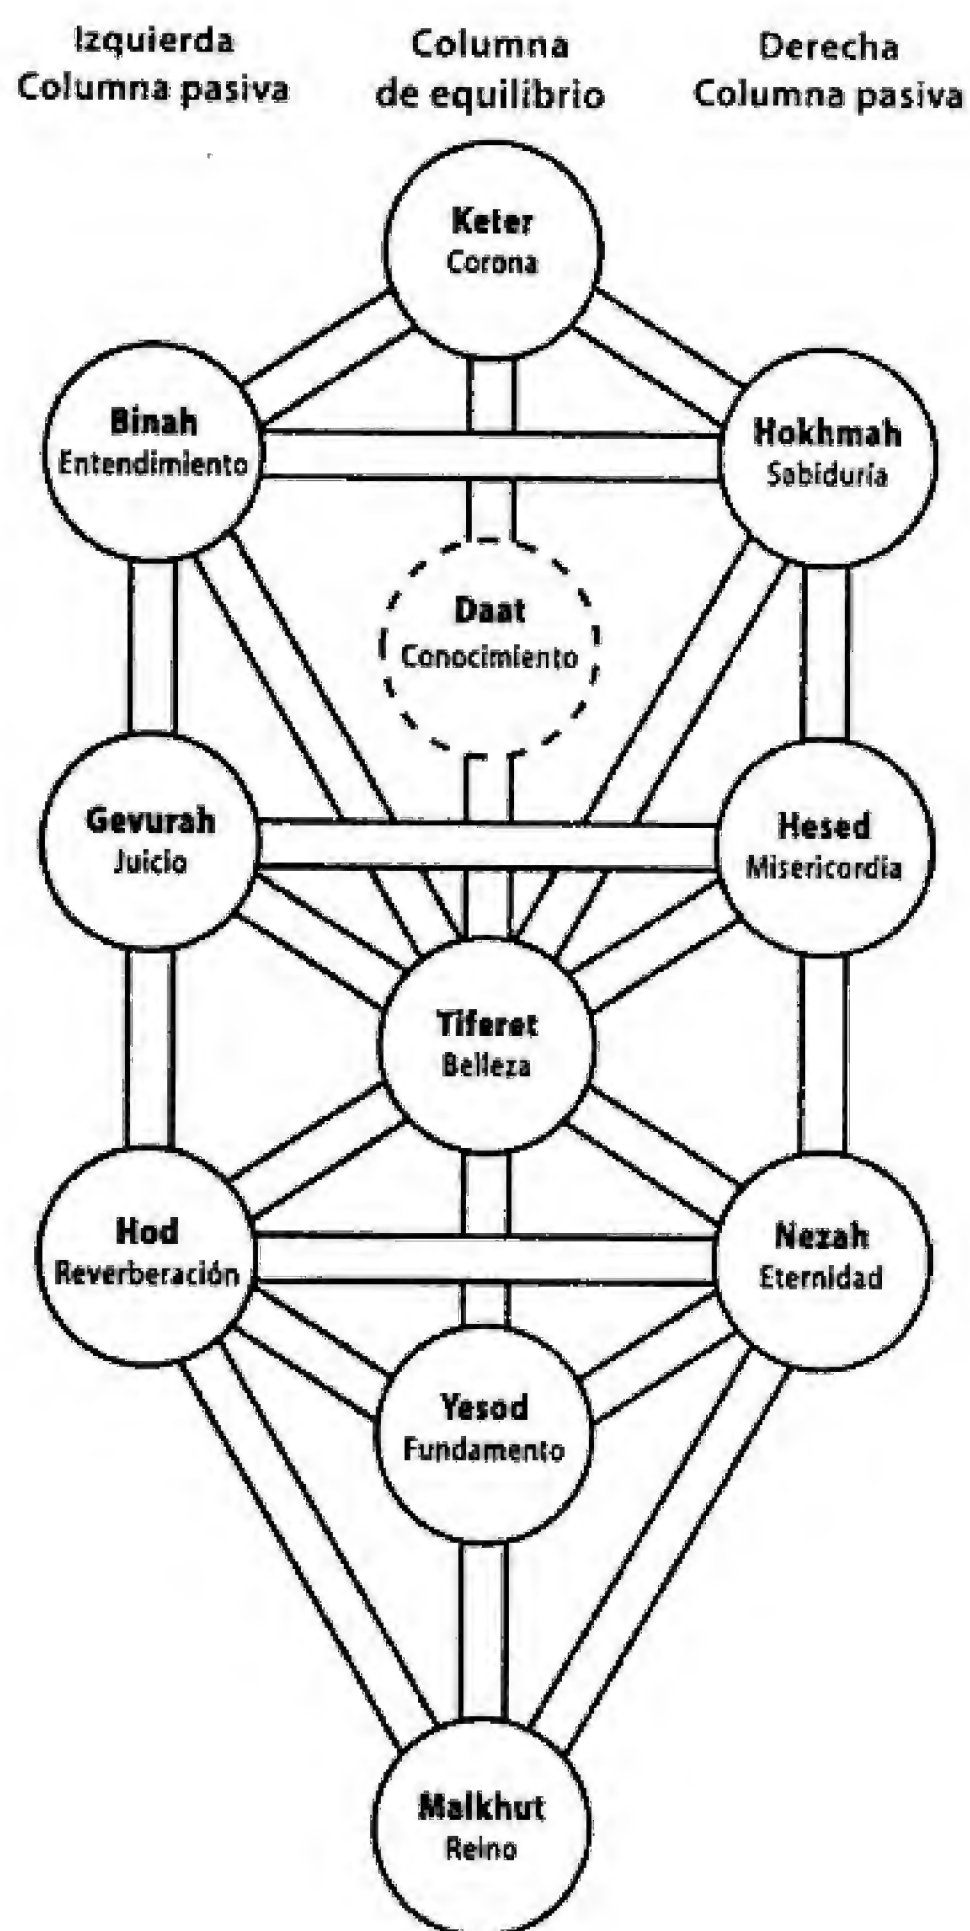 Izquierda
Columna pasiva
Columna
de equilibrio
Derecha
Columna pasiva
Keter
Corona
Binah
Entendimiento
Hokhmah
Sabiduría
Daat
Conocimiento
Gevurah
Juicio
Hesed
Misericordia
Tiferet
Belleza
Hod
Reverberación
Nezah
Eternidad
Yesod
Fundamento
Malkhut
Reino